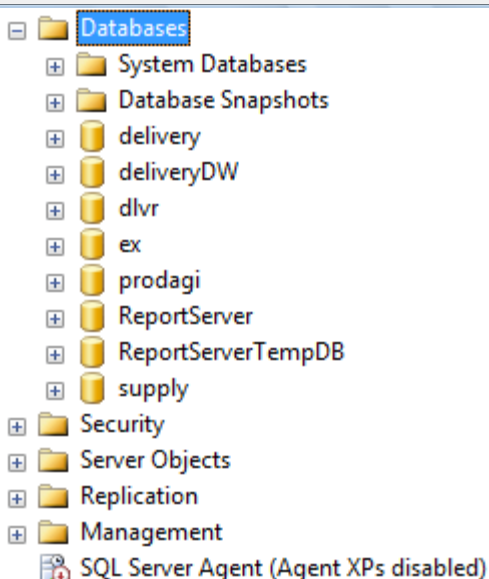 Databases
System Databases
Database Snapshots
delivery
deliveryDW
dlvr
ex
prodagi
ReportServer
ReportServerTempDB
supply
Security
Server Objects
Replication
Management
SQL Server Agent (Agent XPs disabled)